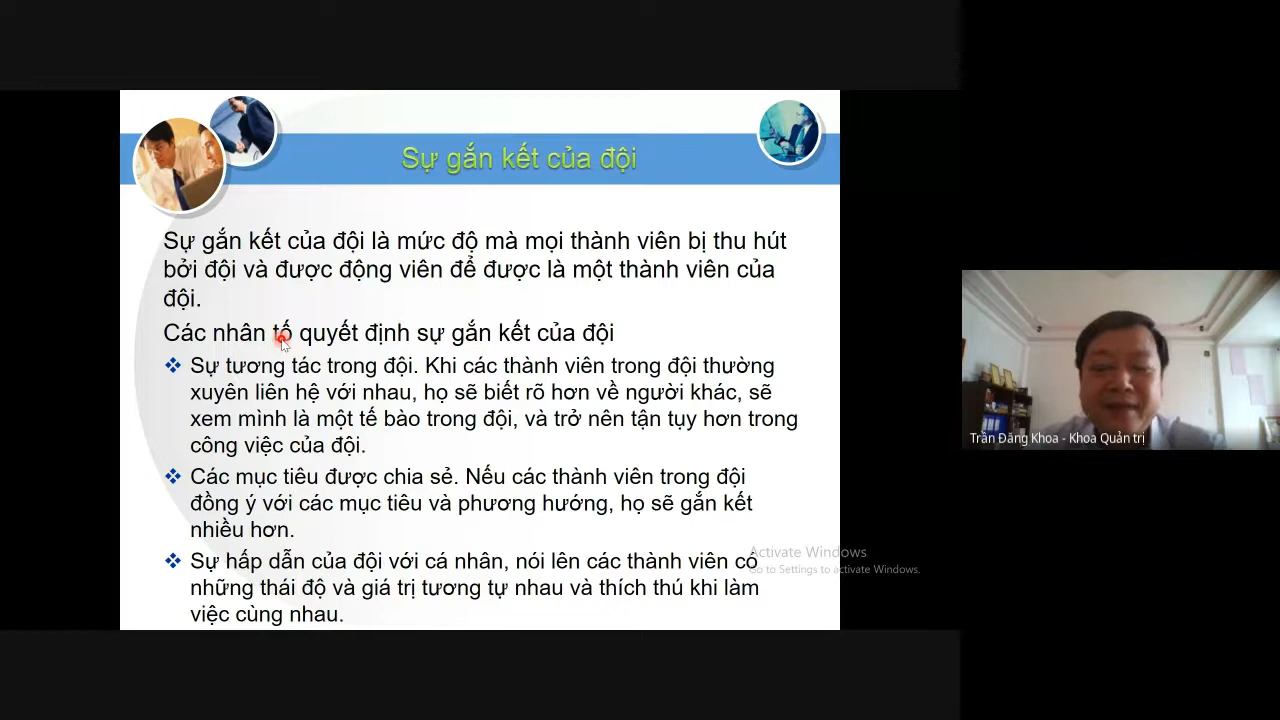 Sự gắn kết của đội
Sự gắn kết của đội là mức độ mà mọi thành viên bị thu hút
bởi đội và được động viên để được là một thành viên của
đội.
Các nhân tố quyết định sự gắn kết của đội
Sự tương tác trong đội. Khi các thành viên trong đội thường
xuyên liên hệ với nhau, họ sẽ biết rõ hơn về người khác, sẽ
xem mình là một tế bào trong đội, và trở nên tận tụy hơn trong
công việc của đội.
Các mục tiêu được chia sẻ. Nếu các thành viên trong đội
đồng ý với các mục tiêu và phương hướng, họ sẽ gắn kết
nhiều hơn.
Sự hấp dẫn của đội với cá nhân, nói lên các thành viên có
những thái độ và giá trị tương tự nhau và thích thú khi làm
việc cùng nhau.
Activate Windows
Go to Settings to activate Windows.
Trần Đăng Khoa - Khoa Quản trị